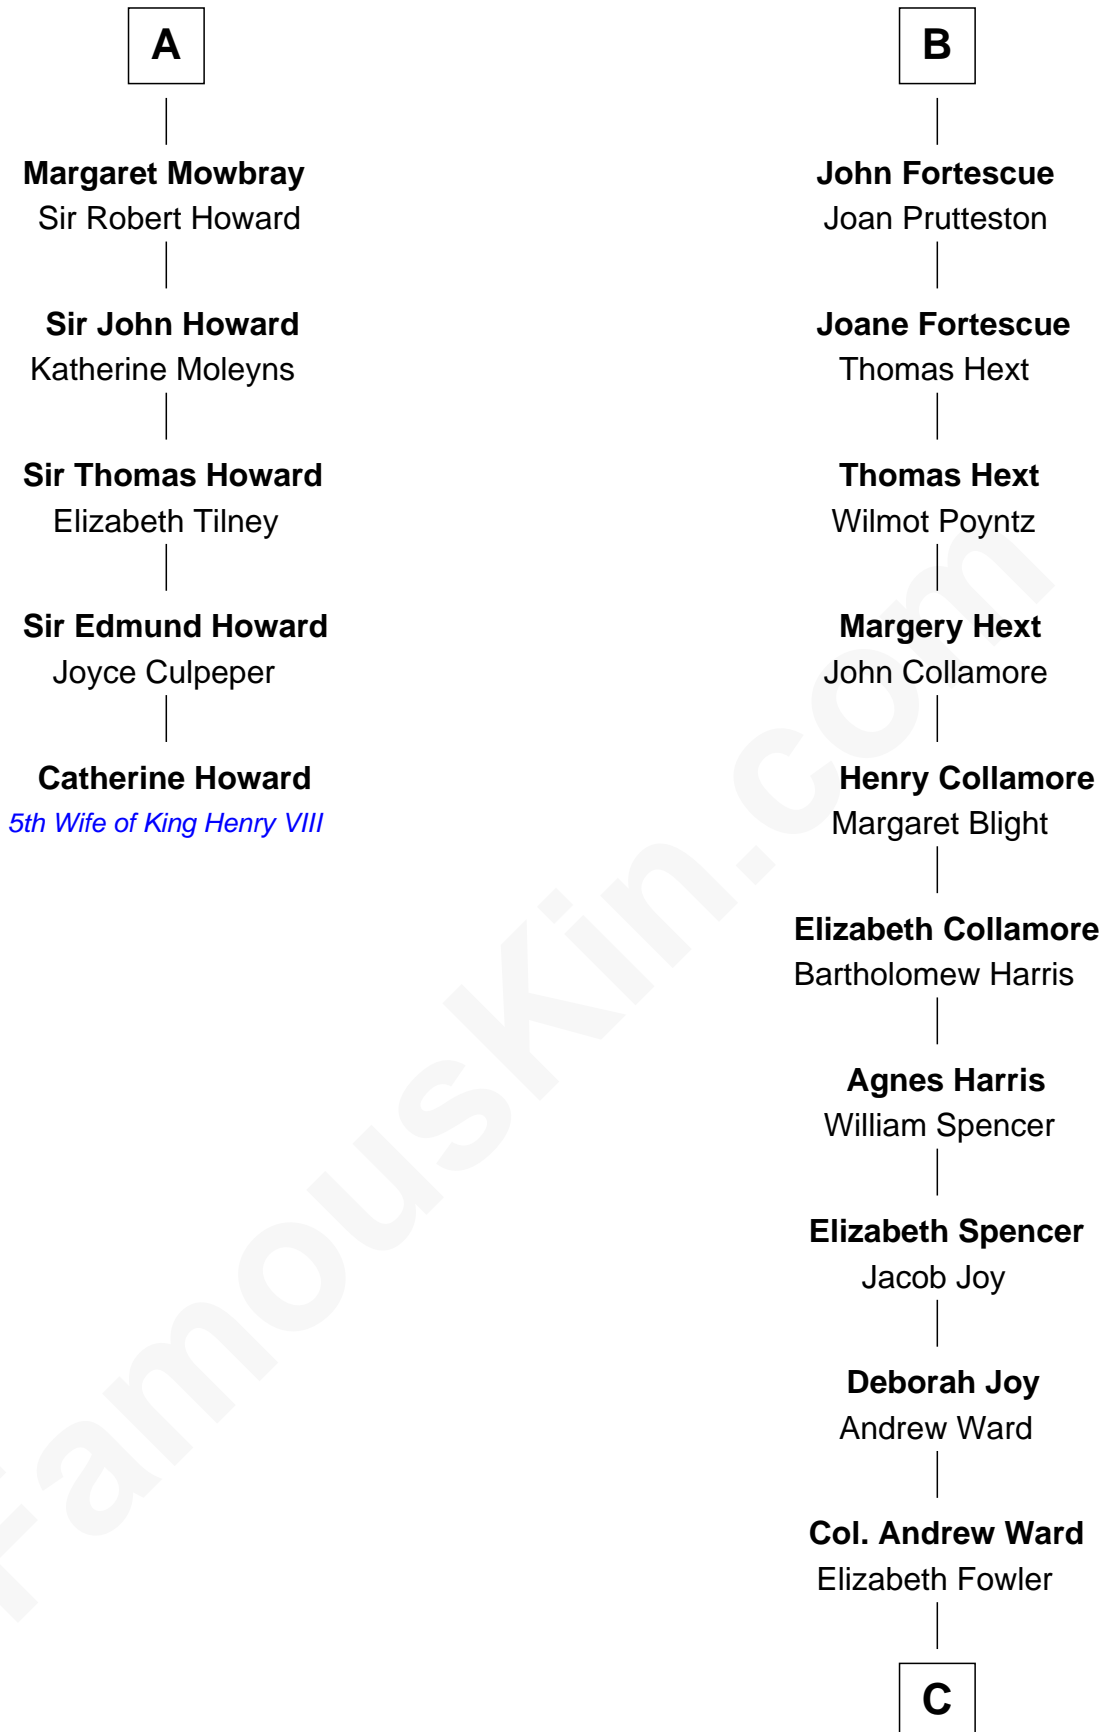 A
Margaret Mowbray
Sir Robert Howard
Sir John Howard
Katherine Moleyns
Sir Thomas Howard
Elizabeth Tilney
Sir Edmund Howard
Joyce Culpeper
Catherine Howard
5th Wife of King Henry VIII
B
John Fortescue
Joan Prutteston
Joane Fortescue
Thomas Hext
Thomas Hext
Wilmot Poyntz
Margery Hext
John Collamore
Henry Collamore
Margaret Blight
Elizabeth Collamore
Bartholomew Harris
Agnes Harris
William Spencer
Elizabeth Spencer
Jacob Joy
Deborah Joy
Andrew Ward
Col. Andrew Ward
Elizabeth Fowler
C
FamousKin.com